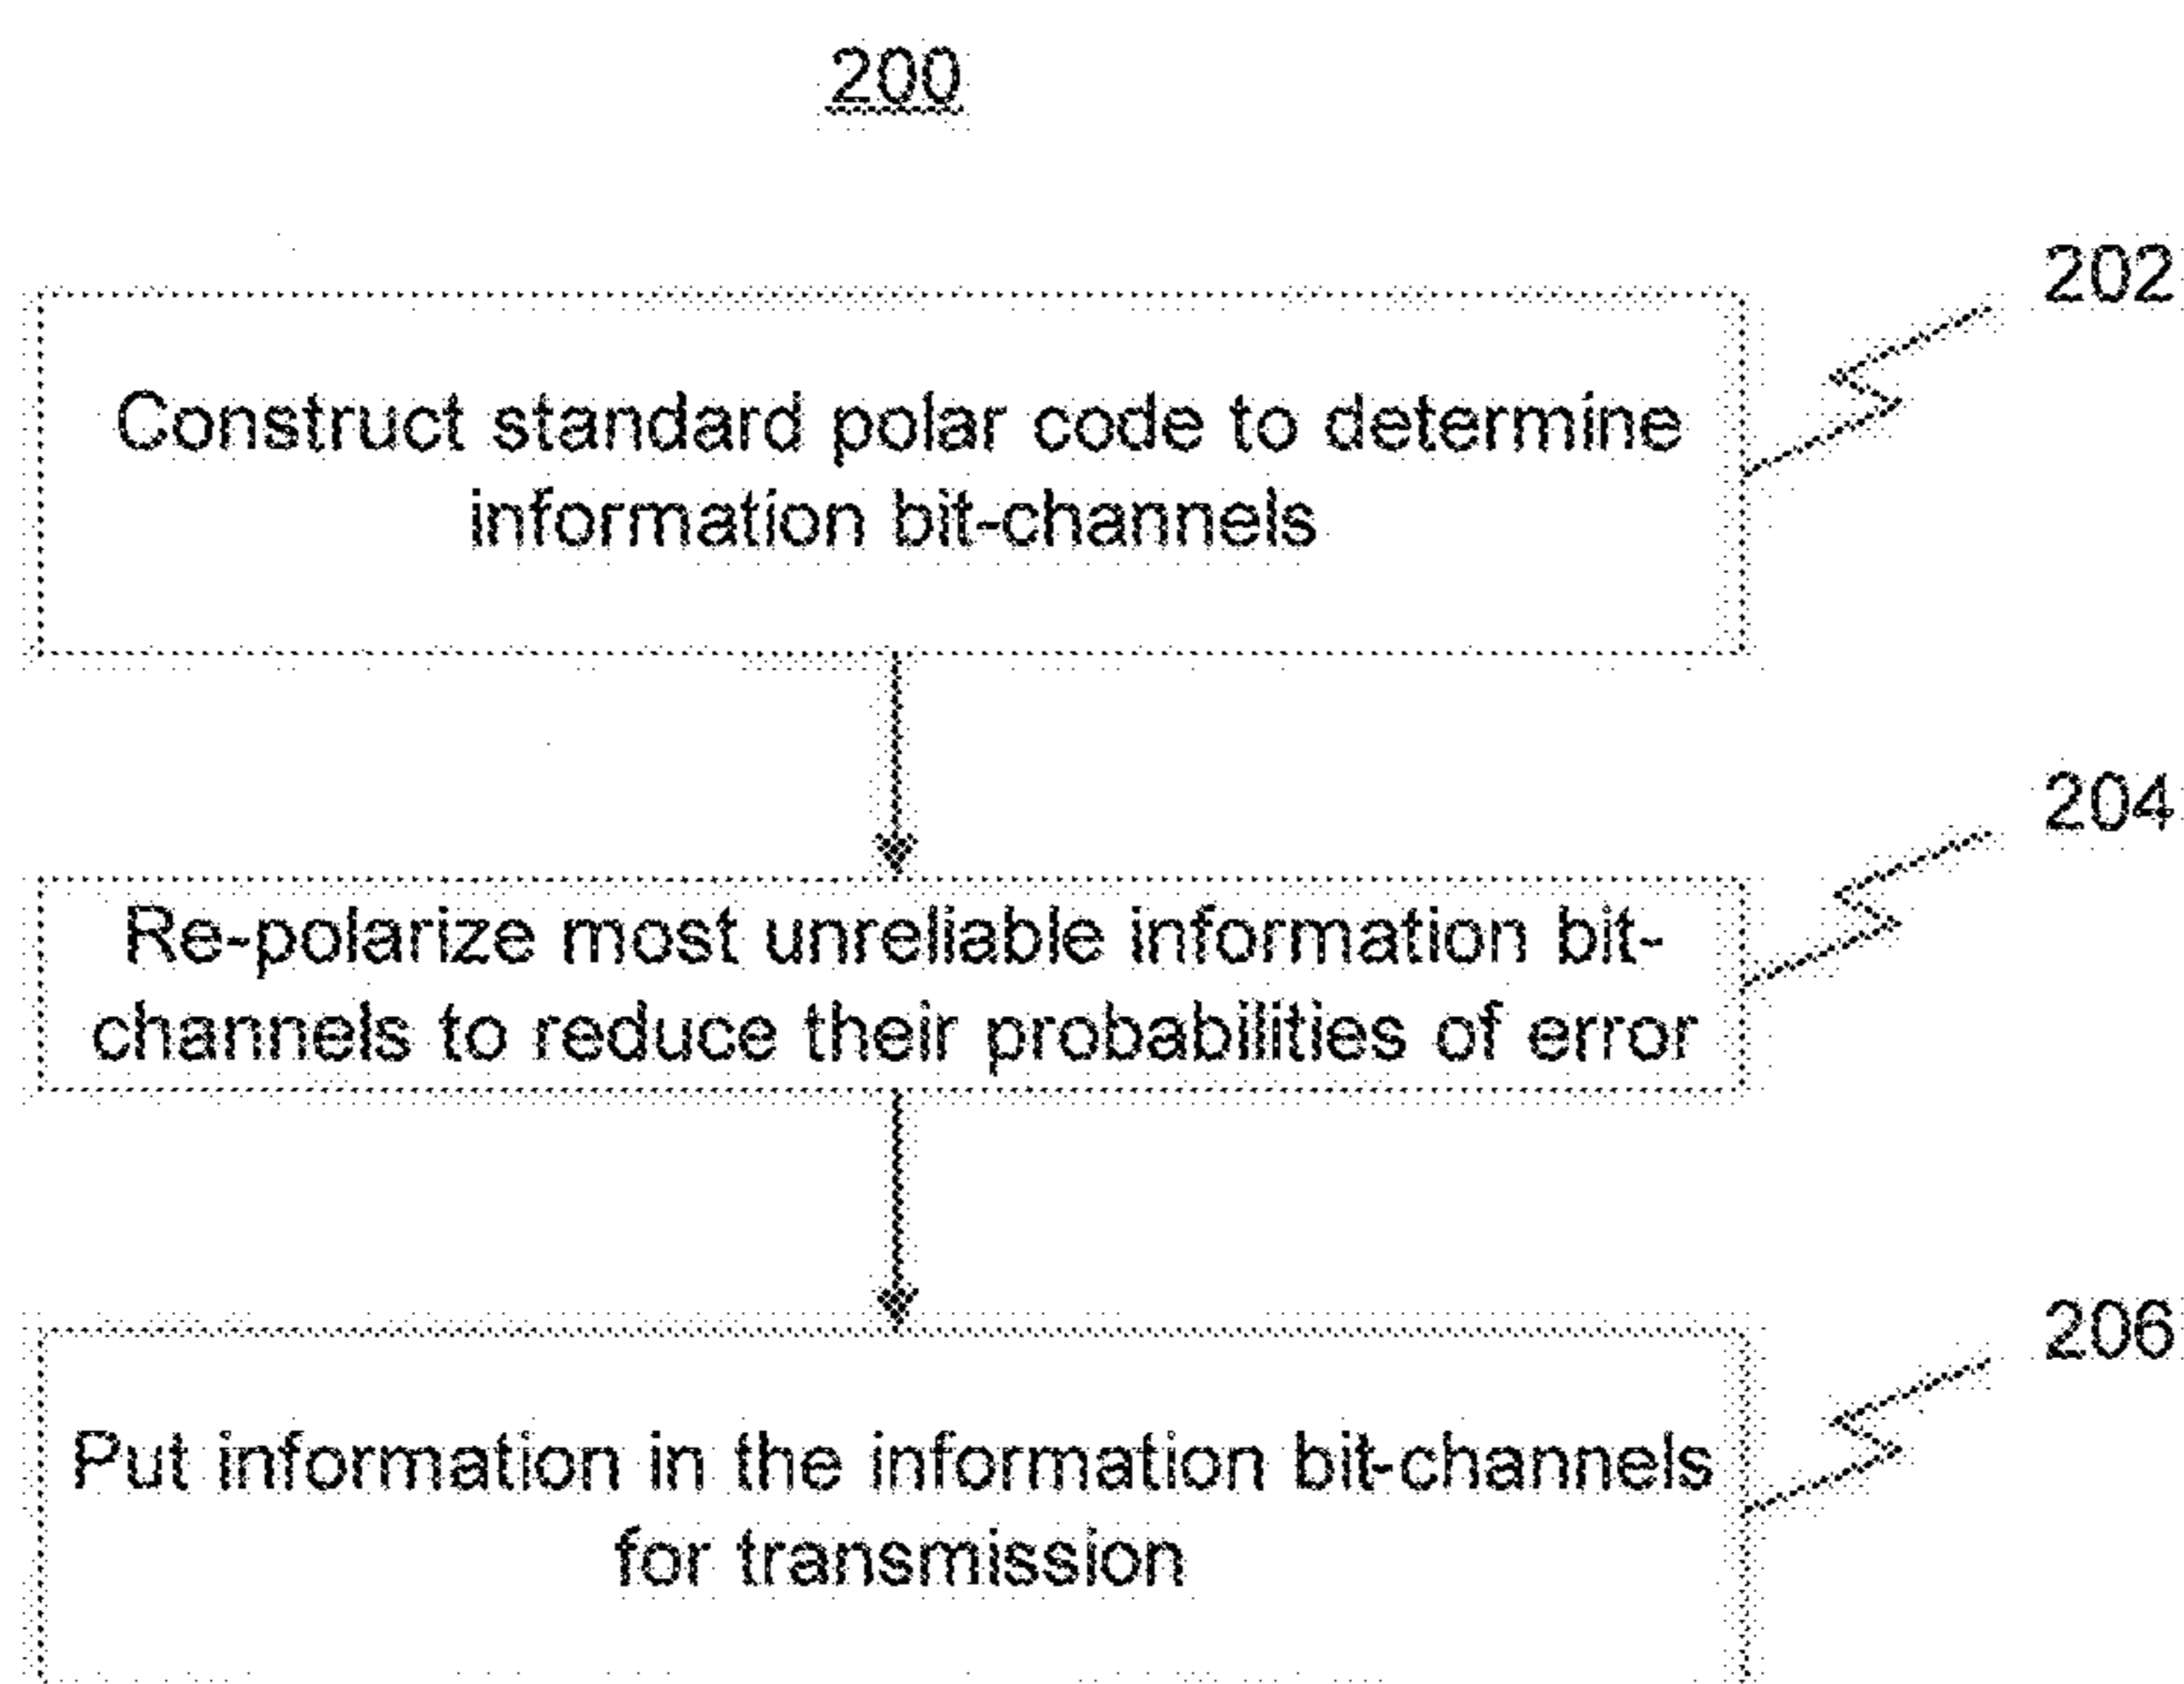 200
202
Construct standard polar code to determine
information bit-channels
204
Re-polarize most unreliable information bit-
channels to reduce their probabilities of error
206
Put information in the information bit-channels
for transmission